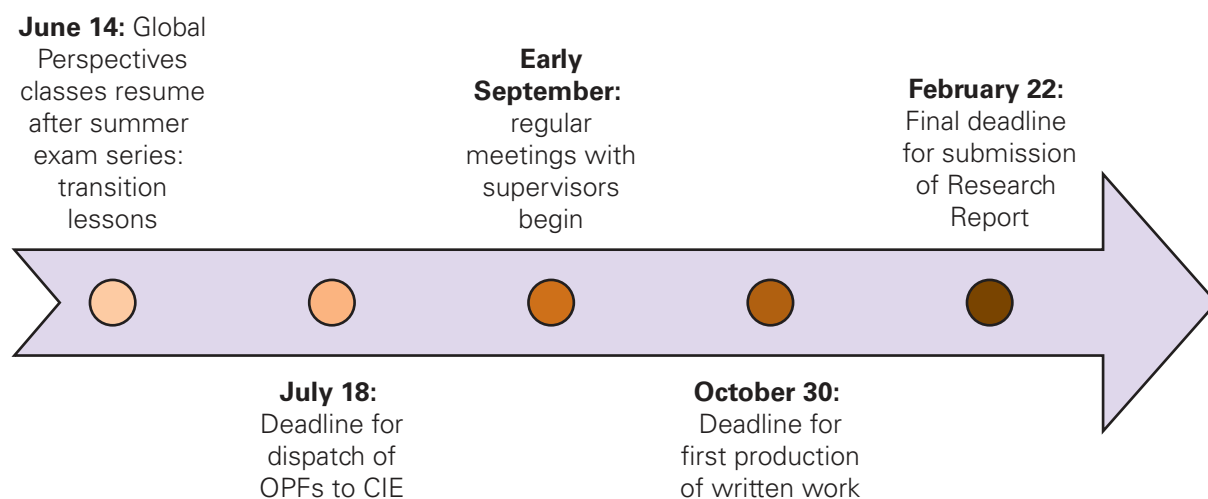 June 14: Global
Perspectives
classes resume
after summer
exam series:
transition
lessons
July 18:
Deadline for
dispatch of
OPFs to CIE
Early
September:
regular
meetings with
supervisors
begin
October 30:
Deadline for
first production
of written work
February 22:
Final deadline
for submission
of Research
Report